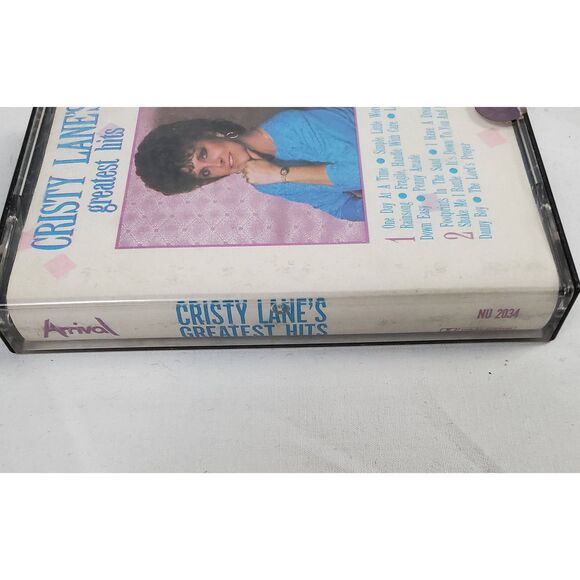 CRISTY LANE'S
greatest hits
1 One Day At A Time • Simple Little
Rainsong • Fragile, Handle With Care •
Down Easy • Penny Arcade
2 Footprints In The Sand • I Have A
Shake Me I Rattle • It's Down To You And
Danny Boy • The Lord's Prayer
Arrival
CRISTY LANE'S
GREATEST HITS
NU 2034